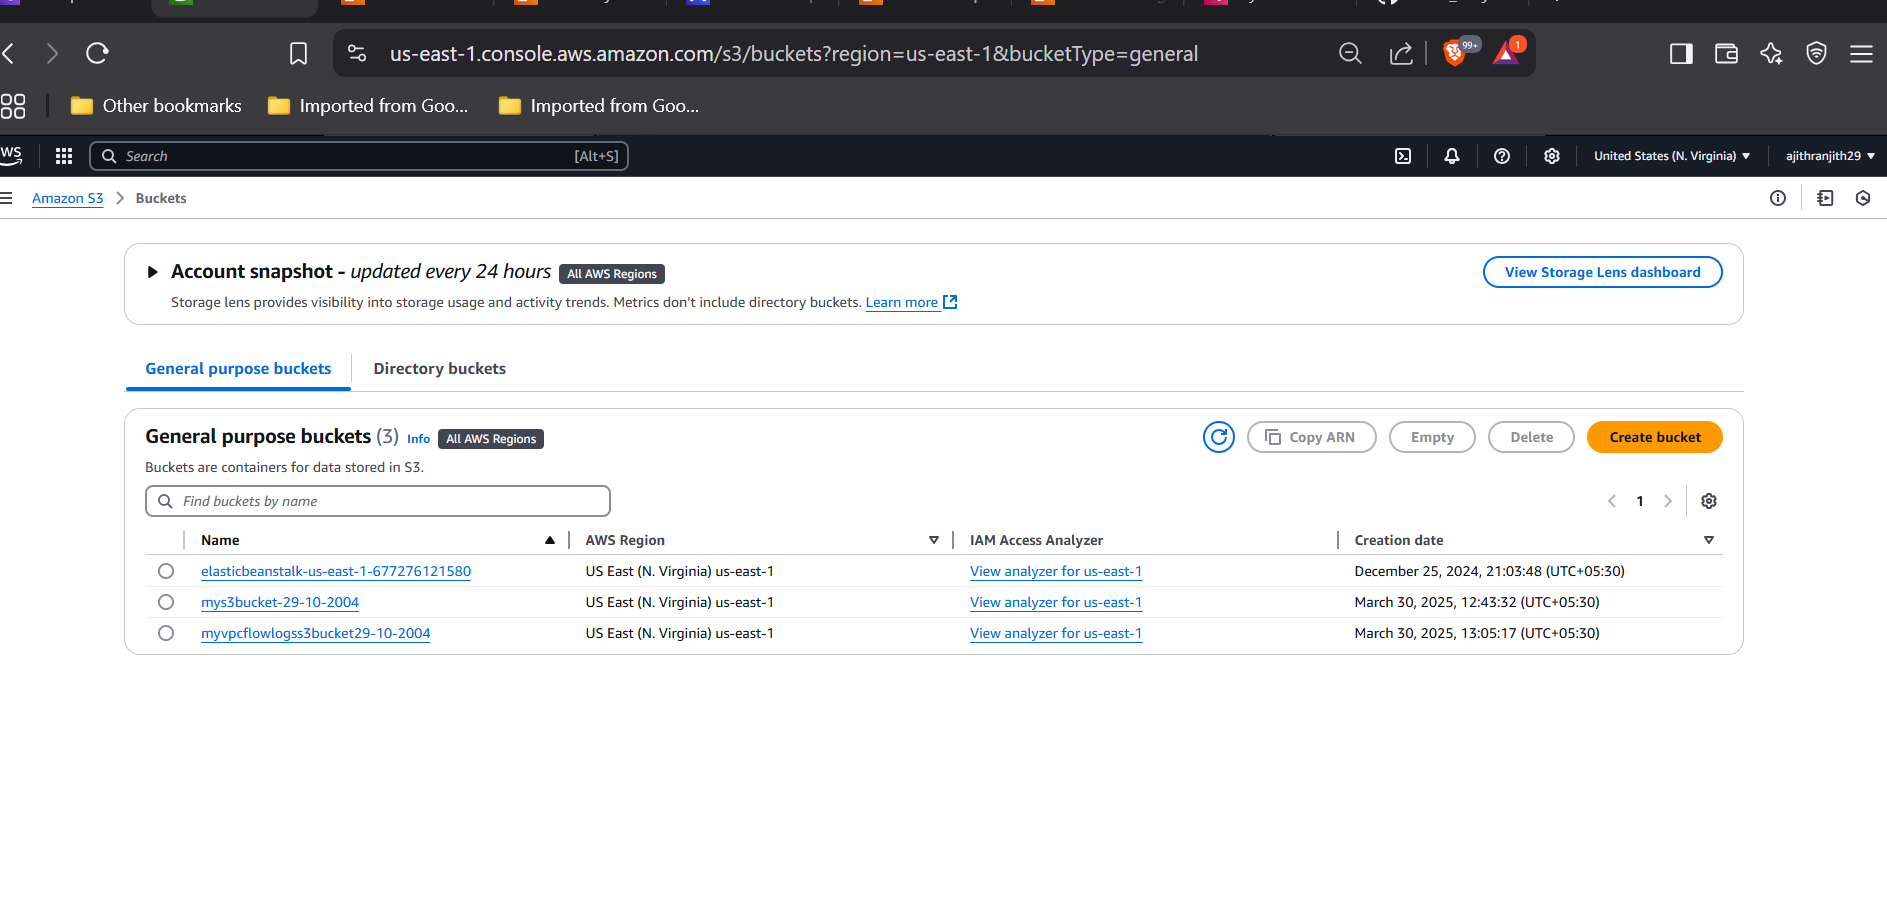 us-east-1.console.aws.amazon.com/s3/buckets?region=us-east-1&bucketType=general
99+
1
Other bookmarks
Imported from Goo...
Imported from Goo...
Search
[Alt+S]
United States (N. Virginia)
ajithranjith29
Amazon S3
Buckets
Account snapshot - updated every 24 hours
All AWS Regions
View Storage Lens dashboard
Storage lens provides visibility into storage usage and activity trends. Metrics don't include directory buckets. Learn more
General purpose buckets
Directory buckets
General purpose buckets (3)
Info
All AWS Regions
Copy ARN
Empty
Delete
Create bucket
Buckets are containers for data stored in S3.
Find buckets by name
1
Name
AWS Region
IAM Access Analyzer
Creation date
elasticbeanstalk-us-east-1-677276121580
US East (N. Virginia) us-east-1
View analyzer for us-east-1
December 25, 2024, 21:03:48 (UTC+05:30)
mys3bucket-29-10-2004
US East (N. Virginia) us-east-1
View analyzer for us-east-1
March 30, 2025, 12:43:32 (UTC+05:30)
myvpcflowlogss3bucket29-10-2004
US East (N. Virginia) us-east-1
View analyzer for us-east-1
March 30, 2025, 13:05:17 (UTC+05:30)